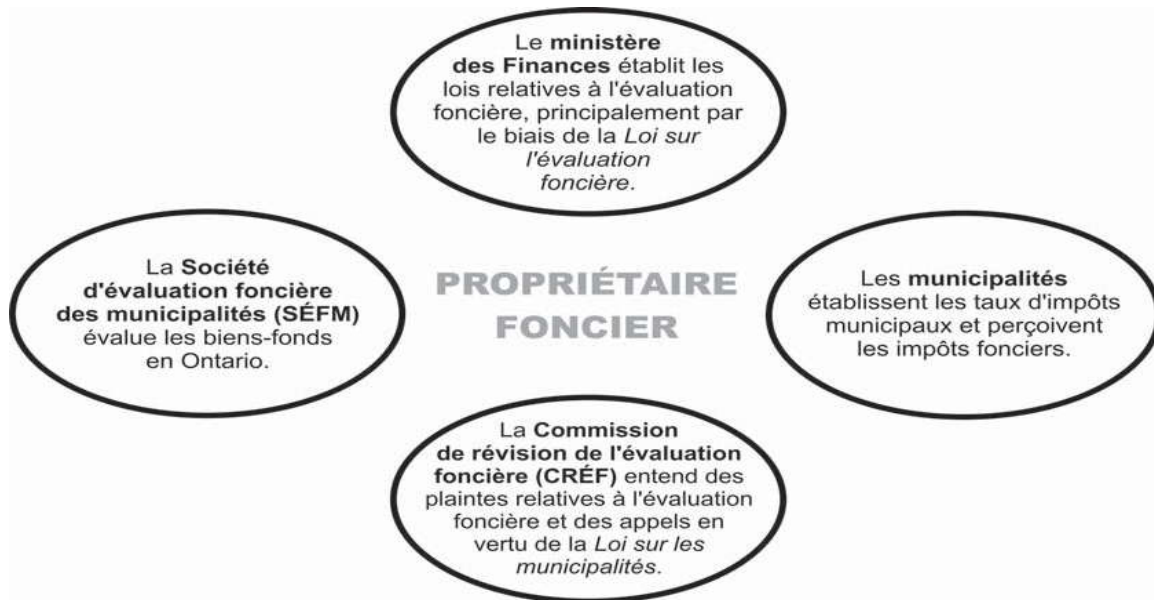 Le ministère
des Finances établit les
lois relatives à l'évaluation
foncière, principalement par
le biais de la Loi sur
l'évaluation
foncière.
La Société
d'évaluation foncière
des municipalités (SÉFM)
évalue les biens-fonds
en Ontario.
PROPRIÉTAIRE
FONCIER
Les municipalités
établissent les taux d'impôts
municipaux et perçoivent
les impôts fonciers.
La Commission
de révision de l'évaluation
foncière (CRÉF) entend des
plaintes relatives à l'évaluation
foncière et des appels en
vertu de la Loi sur les
municipalités.